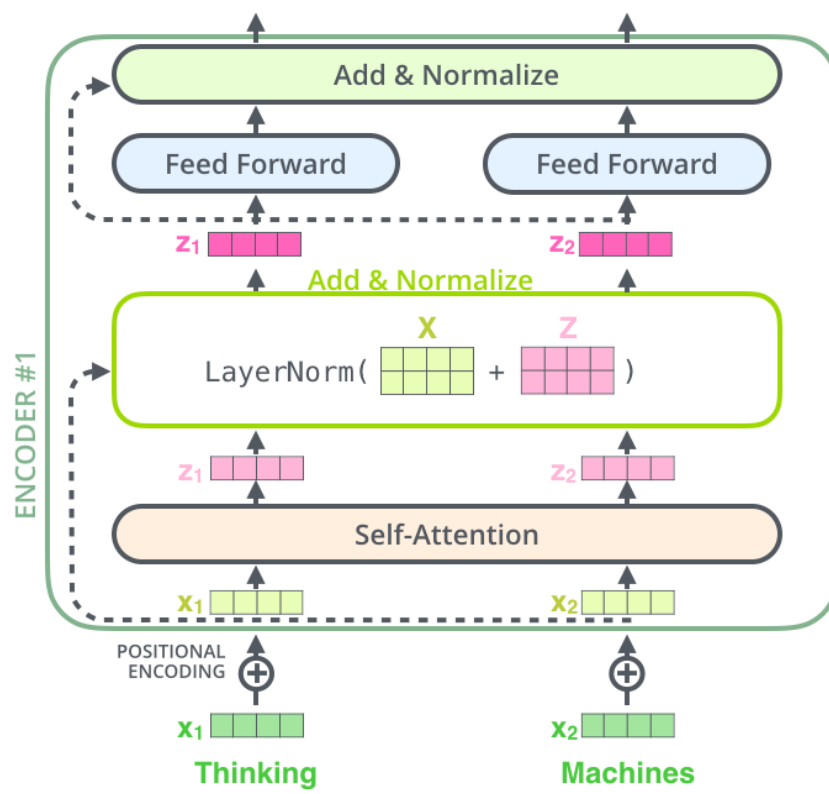 Add & Normalize
Feed Forward Feed Forward
z1 z2
Add & Normalize
X Z
LayerNorm( + )
ENCODER #1
z1 z2
Self-Attention
x1 x2
POSITIONAL
ENCODING
x1 x2
Thinking Machines